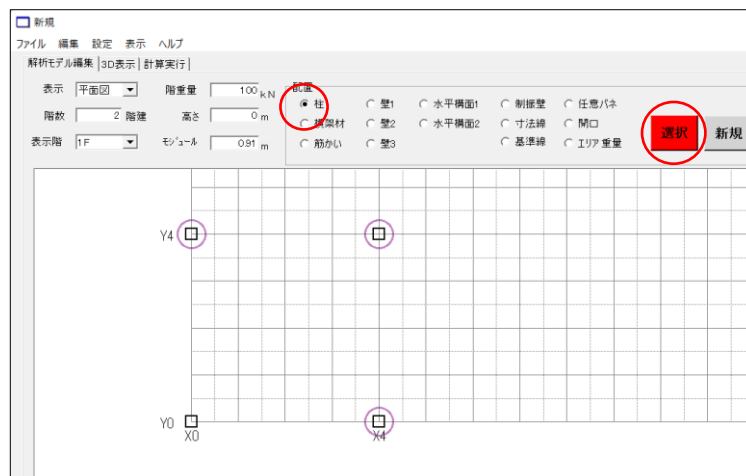 新規
ファイル 編集 設定 表示 ヘルプ
解析モデル編集 3D表示 計算実行
表示 平面図 階重量 100 kN
階数 2 階建 高さ 0 m
表示階 1F モジュール 0.91 m
配置
柱 壁1 水平構面1 制振壁 任意バネ
横架材 壁2 水平構面2 寸法線 開口
筋かい 壁3 基準線 エリア重量
選択 新規
Y4
Y0
X0 X4